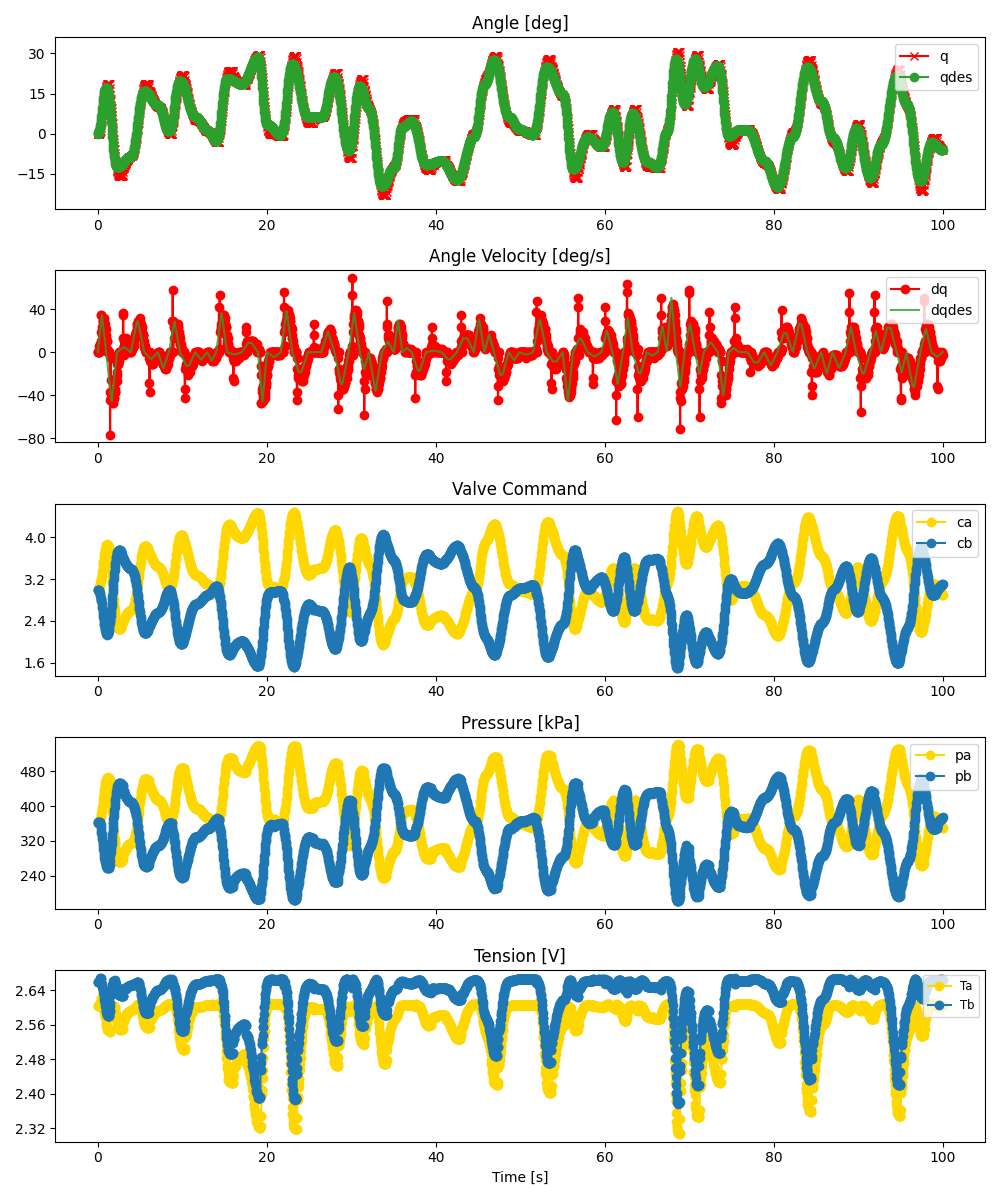 Angle [deg]
30
15
0
−15
q
qdes
0 20 40 60 80 100
Angle Velocity [deg/s]
40
0
−40
−80
dq
dqdes
0 20 40 60 80 100
Valve Command
4.0
3.2
2.4
1.6
ca
cb
0 20 40 60 80 100
Pressure [kPa]
480
400
320
240
pa
pb
0 20 40 60 80 100
Tension [V]
2.64
2.56
2.48
2.40
2.32
Ta
Tb
0 20 40 60 80 100
Time [s]